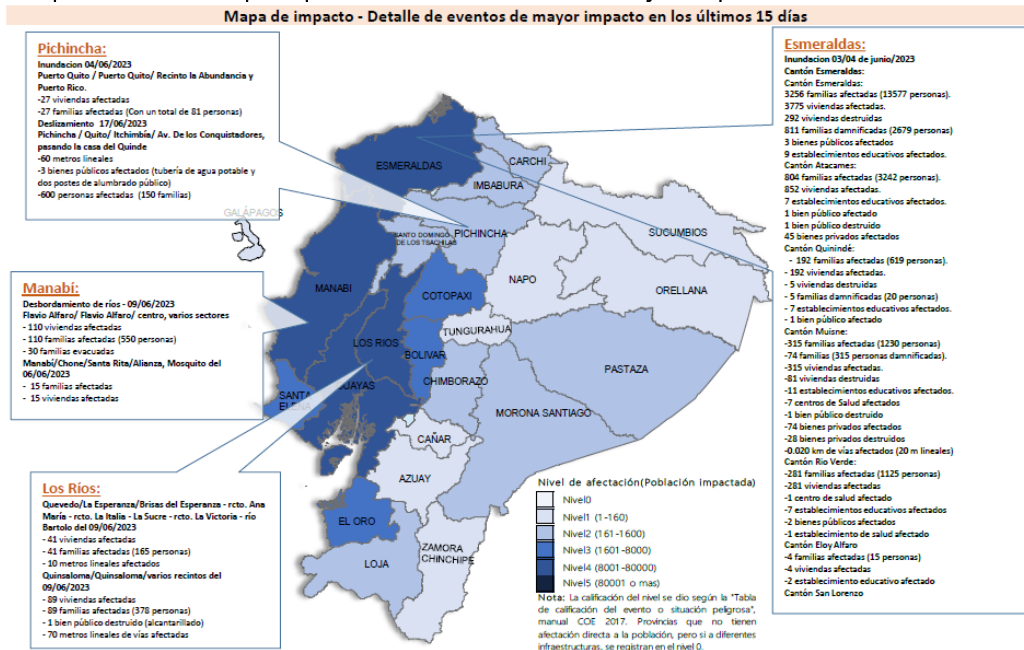 Mapa de impacto - Detalle de eventos de mayor impacto en los últimos 15 días
Pichincha:
Inundacion 04/06/2023
Puerto Quito / Puerto Quito/ Recinto la Abundancia y
Puerto Rico.
-27 viviendas afectadas
-27 familias afectadas (Con un total de 81 personas)
Deslizamiento 17/06/2023
Pichincha / Quito/ Itchimbía/ Av. De los Conquistadores,
pasando la casa del Quinde
-60 metros lineales
-3 bienes públicos afectados (tubería de agua potable y
dos postes de alumbrado público)
-600 personas afectadas (150 familias)
Manabí:
Desbordamiento de ríos - 09/06/2023
Flavio Alfaro/ Flavio Alfaro/ centro, varios sectores
- 110 viviendas afectadas
- 110 familias afectadas (550 personas)
- 30 familias evacuadas
Manabí/Chone/Santa Rita/Alianza, Mosquito del
06/06/2023
- 15 familias afectadas
- 15 viviendas afectadas
Los Ríos:
Quevedo/La Esperanza/Brisas del Esperanza - rcto. Ana
María - rcto. La Italia - La Sucre - rcto. La Victoria - río
Bartolo del 09/06/2023
- 41 viviendas afectadas
- 41 familias afectadas (165 personas)
- 10 metros lineales afectados
Quinsaloma/Quinsaloma/varios recintos del
09/06/2023
- 89 viviendas afectadas
- 89 familias afectadas (378 personas)
- 1 bien público destruido (alcantarillado)
- 70 metros lineales de vías afectadas
GALÁPAGOS
ESMERALDAS
CARCHI
IMBABURA
SANTO DOMINGO
DE LOS TSACHILAS
PICHINCHA
SUCUMBIOS
NAPO
ORELLANA
MANABI
COTOPAXI
TUNGURAHUA
LOS RIOS
BOLIVAR
PASTAZA
CHIMBORAZO
SANTA
ELENA
GUAYAS
MORONA SANTIAGO
CAÑAR
AZUAY
EL ORO
ZAMORA
CHINCHIPE
LOJA
Nivel de afectación(Población impactada)
Nivel0
Nivel1 (1-160)
Nivel2 (161-1600)
Nivel3 (1601-8000)
Nivel4 (8001-80000)
Nivel5 (80001 o mas)
Nota: La calificación del nivel se dio según la "Tabla
de calificación del evento o situación peligrosa",
manual COE 2017. Provincias que no tienen
afectación directa a la población, pero si a diferentes
infraestructuras, se registran en el nivel 0.
Esmeraldas:
Inundacion 03/04 de junio/2023
Cantón Esmeraldas:
Cantón Esmeraldas:
3256 familias afectadas (13577 personas).
3775 viviendas afectadas.
292 viviendas destruidas
811 familias damnificadas (2679 personas)
3 bienes públicos afectados
9 establecimientos educativos afectados.
Cantón Atacames:
804 familias afectadas (3242 personas).
852 viviendas afectadas.
7 establecimientos educativos afectados.
1 bien público afectado
1 bien público destruido
45 bienes privados afectados
Cantón Quinindé:
- 192 familias afectadas (619 personas).
- 192 viviendas afectadas.
- 5 viviendas destruidas
- 5 familias damnificadas (20 personas)
- 7 establecimientos educativos afectados.
- 1 bien público afectado
Cantón Muisne:
-315 familias afectadas (1230 personas)
-74 familias (315 personas damnificadas).
-315 viviendas afectadas.
-81 viviendas destruidas
-11 establecimientos educativos afectados.
-7 centros de Salud afectados
-1 bien público destruido
-74 bienes privados afectados
-28 bienes privados destruidos
-0.020 km de vías afectadas (20 m lineales)
Cantón Rio Verde:
-281 familias afectadas (1125 personas)
-281 viviendas afectadas
-1 centro de salud afectado
-7 establecimientos educativos afectados
-2 bienes públicos afectados
-1 establecimiento de salud afectado
Cantón Eloy Alfaro
-4 familias afectadas (15 personas)
-4 viviendas afectadas
-2 establecimiento educativo afectado
Cantón San Lorenzo